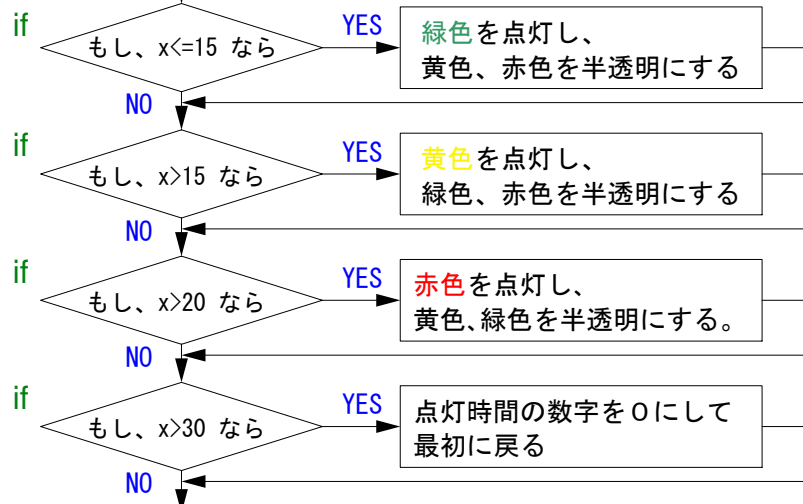 if
もし、x<=15 なら
YES
緑色を点灯し、
黄色、赤色を半透明にする
NO
if
もし、x>15 なら
YES
黄色を点灯し、
緑色、赤色を半透明にする
NO
if
もし、x>20 なら
YES
赤色を点灯し、
黄色、緑色を半透明にする。
NO
if
もし、x>30 なら
YES
点灯時間の数字を０にして
最初に戻る
NO